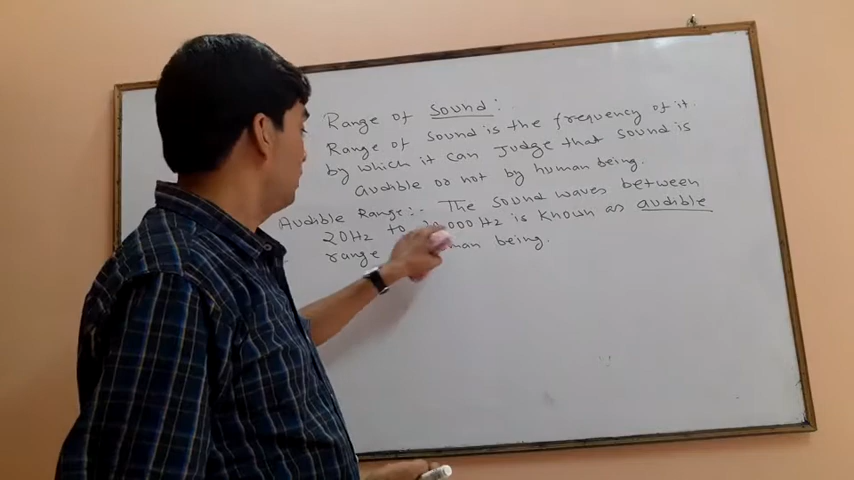 Range of Sound :
Range of Sound is the frequency of it.
by which it can Judge that sound is
audible or not by human being.
Audible Range:- The Sound waves between
20Hz to 000Hz is known as audible
range man being.